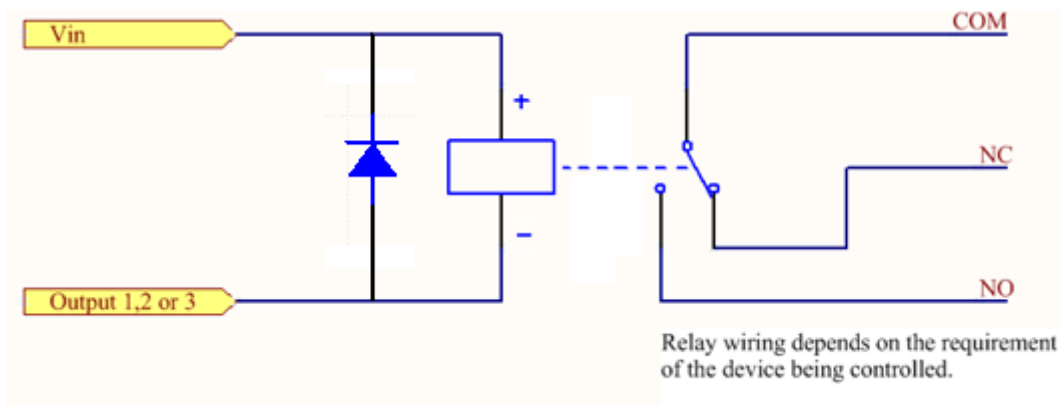 Vin
COM
+
NC
−
Output 1,2 or 3
NO
Relay wiring depends on the requirement
of the device being controlled.